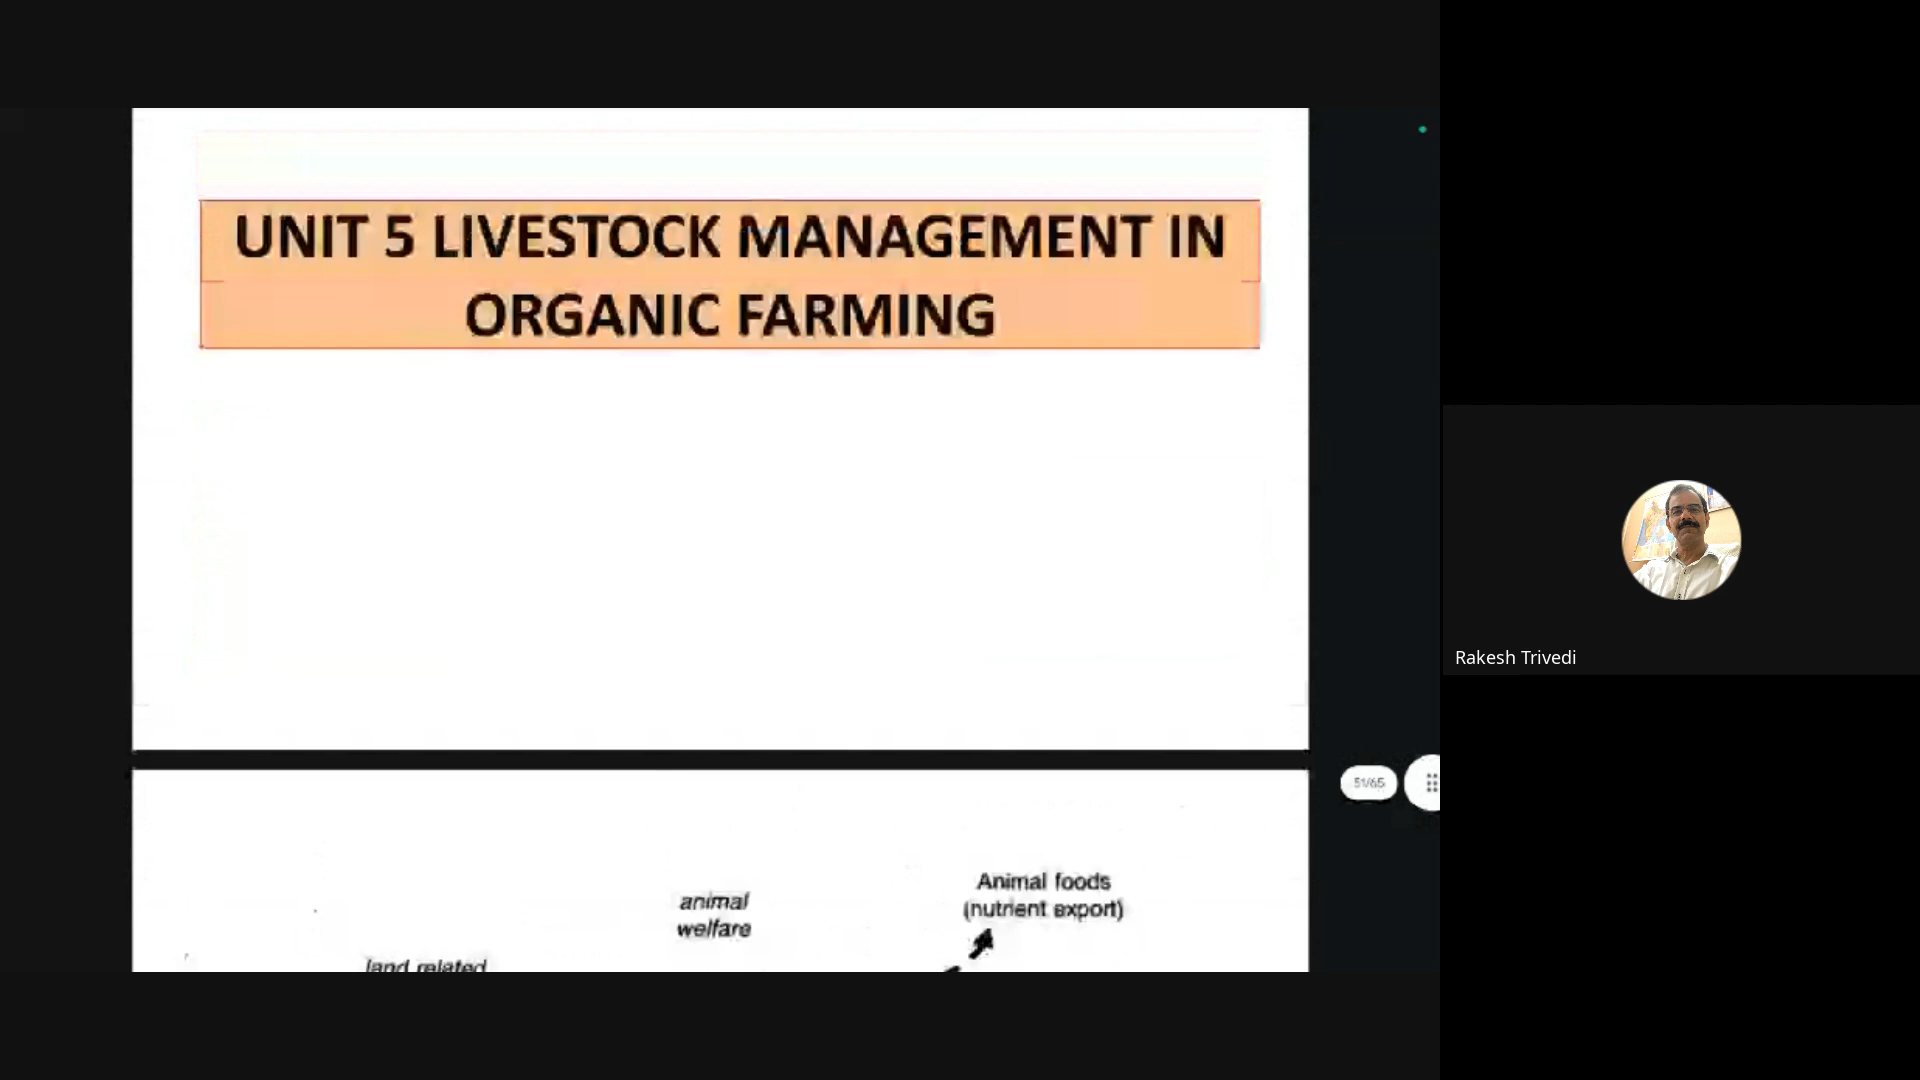 UNIT 5 LIVESTOCK MANAGEMENT IN
ORGANIC FARMING
51/65
Animal foods
(nutrient export)
animal
welfare
land related
Rakesh Trivedi